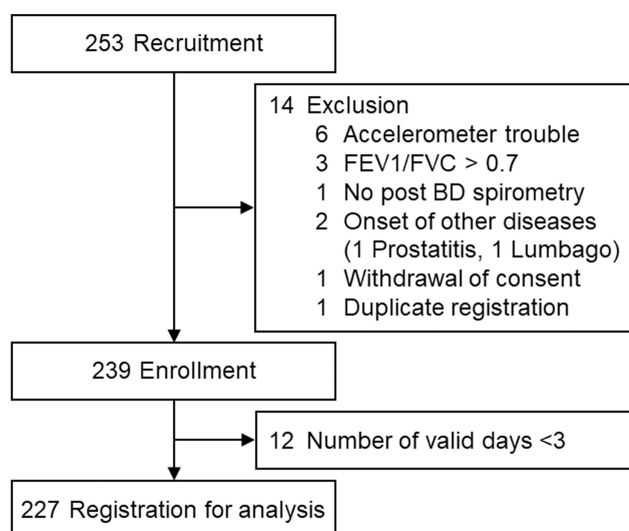 253 Recruitment
14 Exclusion
6 Accelerometer trouble
3 FEV1/FVC > 0.7
1 No post BD spirometry
2 Onset of other diseases
(1 Prostatitis, 1 Lumbago)
1 Withdrawal of consent
1 Duplicate registration
239 Enrollment
12 Number of valid days <3
227 Registration for analysis